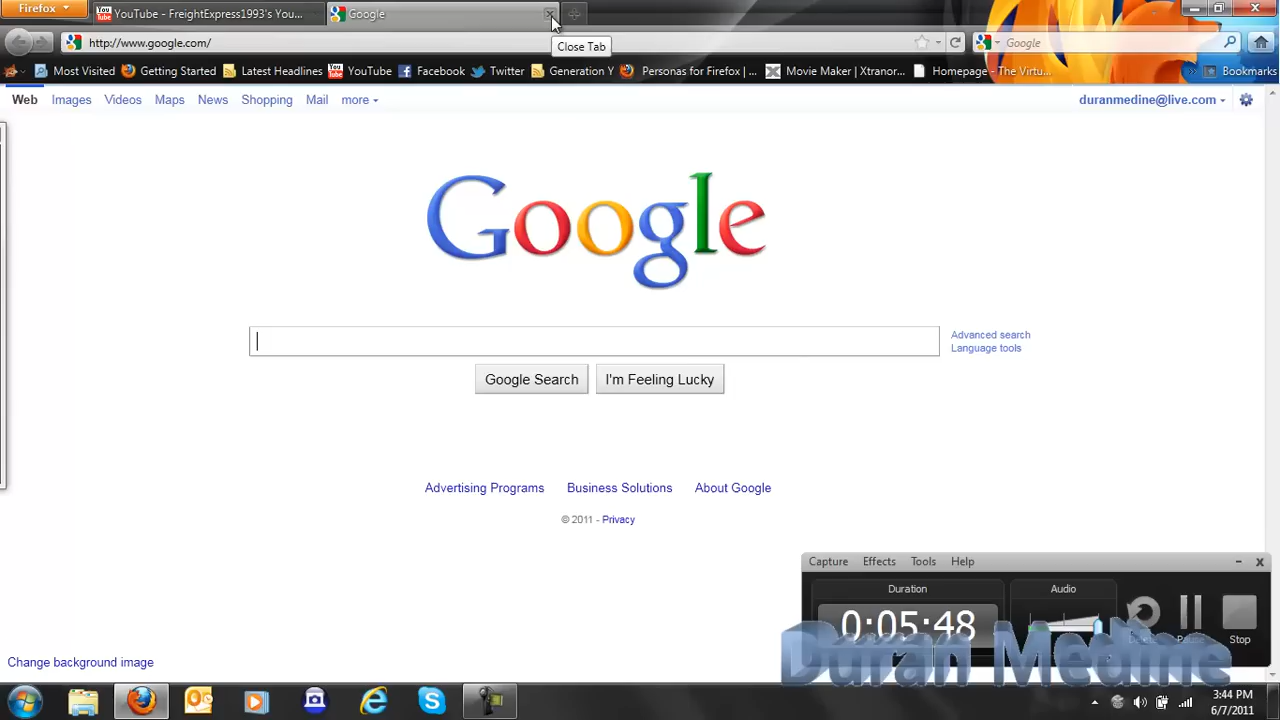 Firefox
YouTube - FreightExpress1993's You...
Google
Close Tab
http://www.google.com/
Google
Most Visited Getting Started Latest Headlines YouTube Facebook Twitter Generation Y Personas for Firefox | ... Movie Maker | Xtranor... Homepage - The Virtu... Bookmarks
Web Images Videos Maps News Shopping Mail more
duranmedine@live.com
Google
Advanced search
Language tools
Google Search I'm Feeling Lucky
Advertising Programs Business Solutions About Google
© 2011 - Privacy
Capture Effects Tools Help
Duration Audio
0:05:48
Pause Stop
Duran Medine
Change background image
3:44 PM
6/7/2011